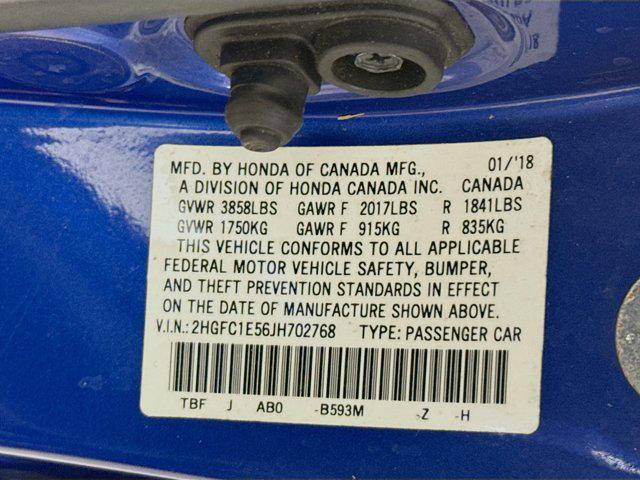 MFD. BY HONDA OF CANADA MFG., 01/'18
A DIVISION OF HONDA CANADA INC. CANADA
GVWR 3858LBS GAWR F 2017LBS R 1841LBS
GVWR 1750KG GAWR F 915KG R 835KG
THIS VEHICLE CONFORMS TO ALL APPLICABLE
FEDERAL MOTOR VEHICLE SAFETY, BUMPER,
AND THEFT PREVENTION STANDARDS IN EFFECT
ON THE DATE OF MANUFACTURE SHOWN ABOVE.
V.I.N.: 2HGFC1E56JH702768 TYPE: PASSENGER CAR
TBF J AB0 -B593M -Z -H